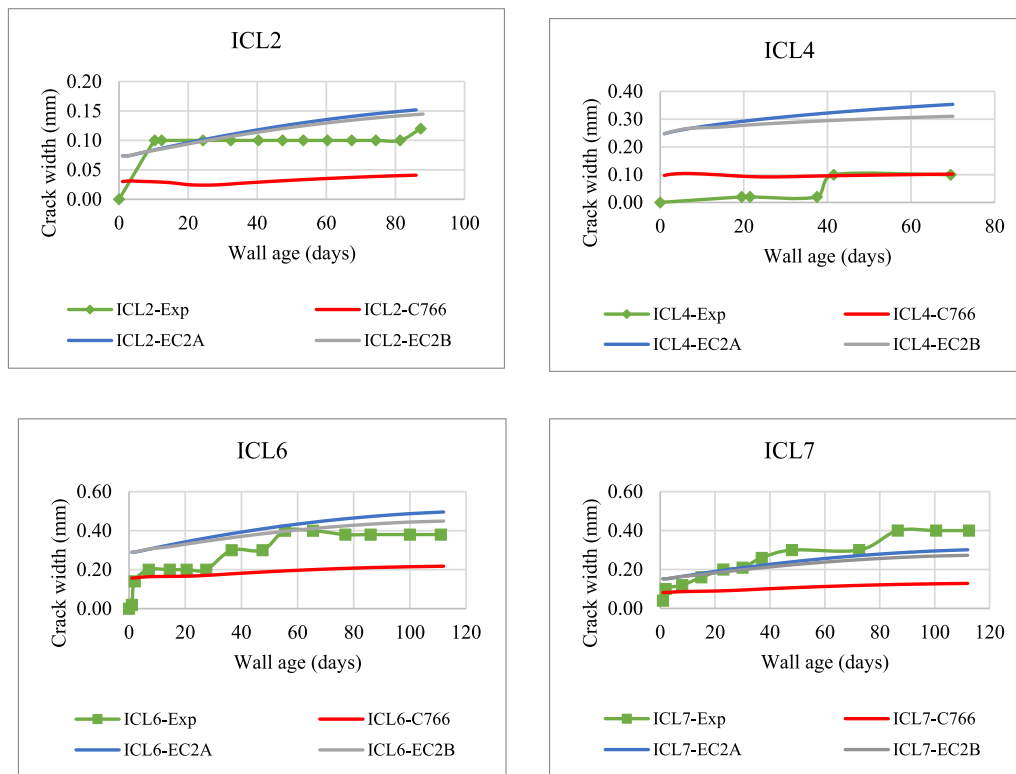 ICL2
0.20
0.15
0.10
0.05
0.00
Crack width (mm)
0 20 40 60 80 100
Wall age (days)
ICL2-Exp ICL2-C766
ICL2-EC2A ICL2-EC2B
ICL4
0.40
0.30
0.20
0.10
0.00
Crack width (mm)
0 20 40 60 80
Wall age (days)
ICL4-Exp ICL4-C766
ICL4-EC2A ICL4-EC2B
ICL6
0.60
0.40
0.20
0.00
Crack width (mm)
0 20 40 60 80 100 120
Wall age (days)
ICL6-Exp ICL6-C766
ICL6-EC2A ICL6-EC2B
ICL7
0.60
0.40
0.20
0.00
Crack width (mm)
0 20 40 60 80 100 120
Wall age (days)
ICL7-Exp ICL7-C766
ICL7-EC2A ICL7-EC2B